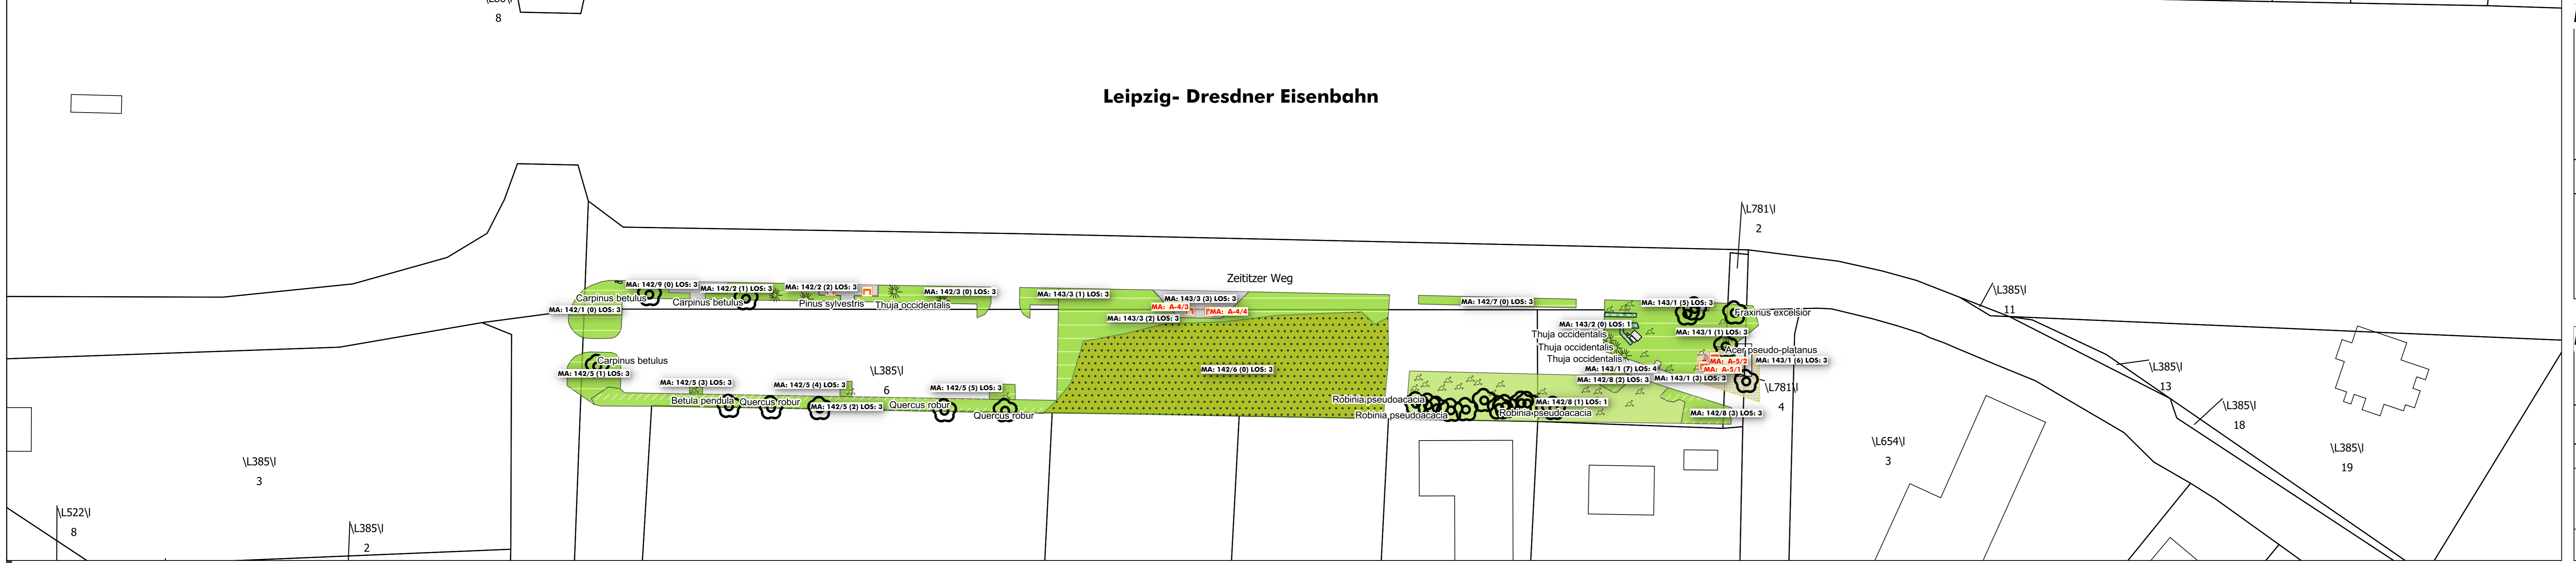 8
Leipzig- Dresdner Eisenbahn
\L781\l
2
Zeititzer Weg
MA: 142/9 (0) LOS: 3
MA: 142/2 (1) LOS: 3
MA: 142/2 (2) LOS: 3
MA: 142/3 (0) LOS: 3
MA: 143/3 (1) LOS: 3
MA: 143/3 (3) LOS: 3
MA: 142/7 (0) LOS: 3
MA: 143/1 (5) LOS: 3
\L385\l
11
Carpinus betulus
Carpinus betulus
Pinus sylvestris
Thuja occidentalis
MA: A-4/3
MA: A-4/4
Fraxinus excelsior
MA: 142/1 (0) LOS: 3
MA: 143/3 (2) LOS: 3
MA: 143/2 (0) LOS: 1
MA: 143/1 (1) LOS: 3
Thuja occidentalis
Thuja occidentalis
Acer pseudo-platanus
Thuja occidentalis
MA: A-5/2
MA: 143/1 (6) LOS: 3
Carpinus betulus
MA: 142/5 (1) LOS: 3
\L385\l
6
MA: 142/6 (0) LOS: 3
MA: 143/1 (7) LOS: 4
MA: A-5/1
\L385\l
13
MA: 142/5 (3) LOS: 3
MA: 142/5 (4) LOS: 3
MA: 142/5 (5) LOS: 3
MA: 142/8 (2) LOS: 3
MA: 143/1 (3) LOS: 3
\L781\l
4
Betula pendula
Quercus robur
MA: 142/5 (2) LOS: 3
Quercus robur
Quercus robur
Robinia pseudoacacia
Robinia pseudoacacia
MA: 142/8 (1) LOS: 1
Robinia pseudoacacia
MA: 142/8 (3) LOS: 3
\L385\l
18
\L654\l
3
\L385\l
19
\L385\l
3
\L522\l
8
\L385\l
2